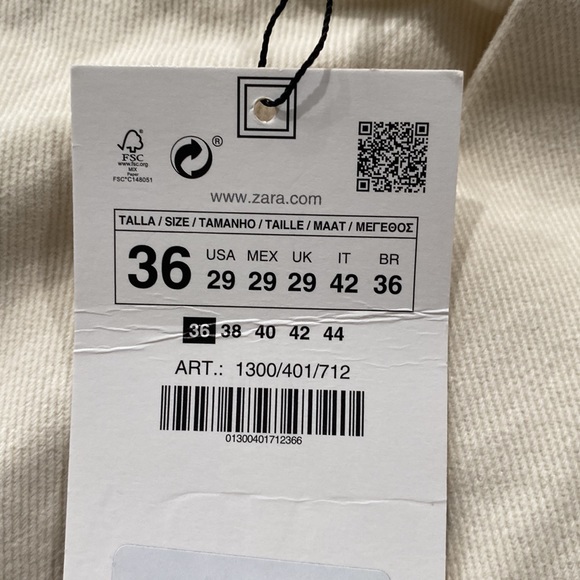 FSC
www.fsc.org
MIX
Paper
FSC® C148051
®
www.zara.com
TALLA / SIZE / TAMANHO / TAILLE / MAAT / ΜΕΓΕΘΟΣ
36 USA MEX UK IT BR
29 29 29 42 36
36 38 40 42 44
ART.: 1300/401/712
01300401712366